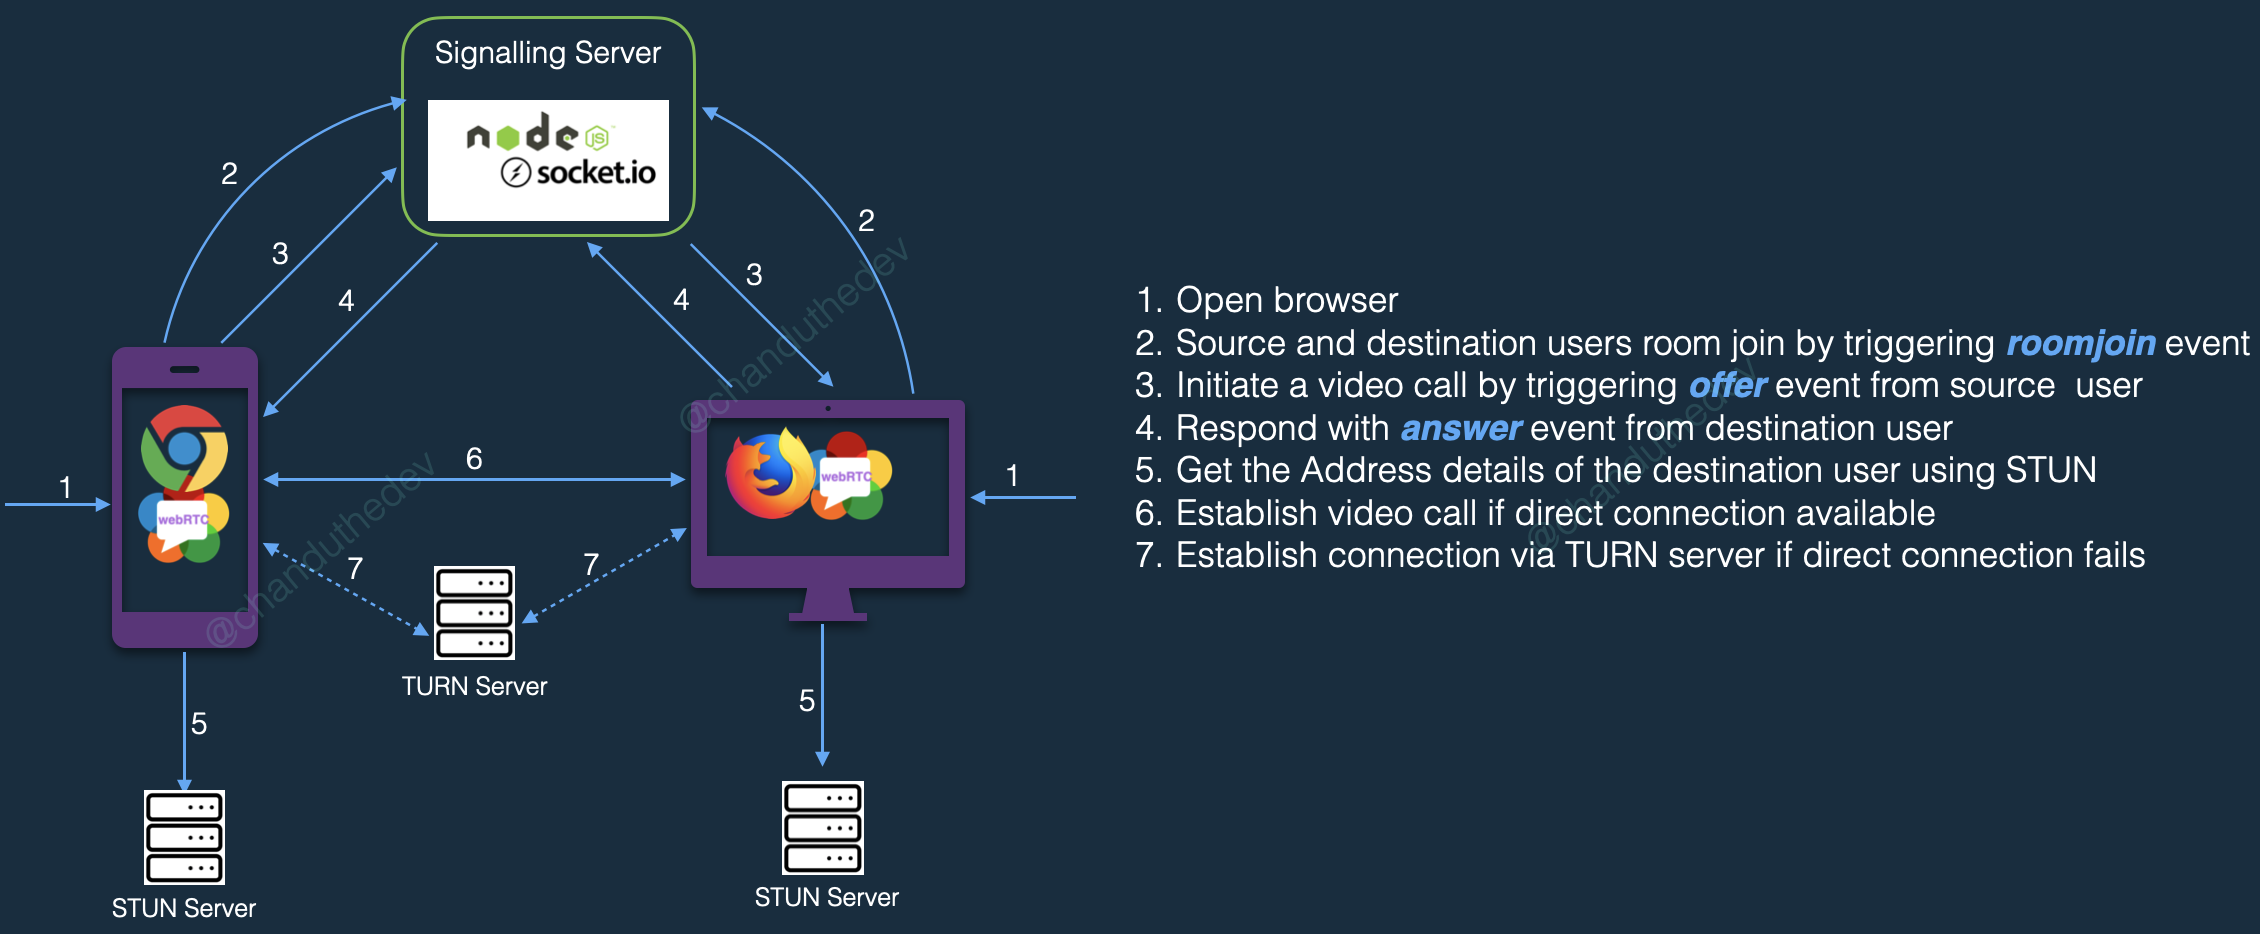 Signalling Server
node JS
socket.io
2
2
3
3
4
4
1
webRTC
6
webRTC
1
7
7
TURN Server
5
5
STUN Server
STUN Server
1. Open browser
2. Source and destination users room join by triggering roomjoin event
3. Initiate a video call by triggering offer event from source  user
4. Respond with answer event from destination user
5. Get the Address details of the destination user using STUN
6. Establish video call if direct connection available
7. Establish connection via TURN server if direct connection fails
@chanduthedev
@chanduthedev
@chanduthedev